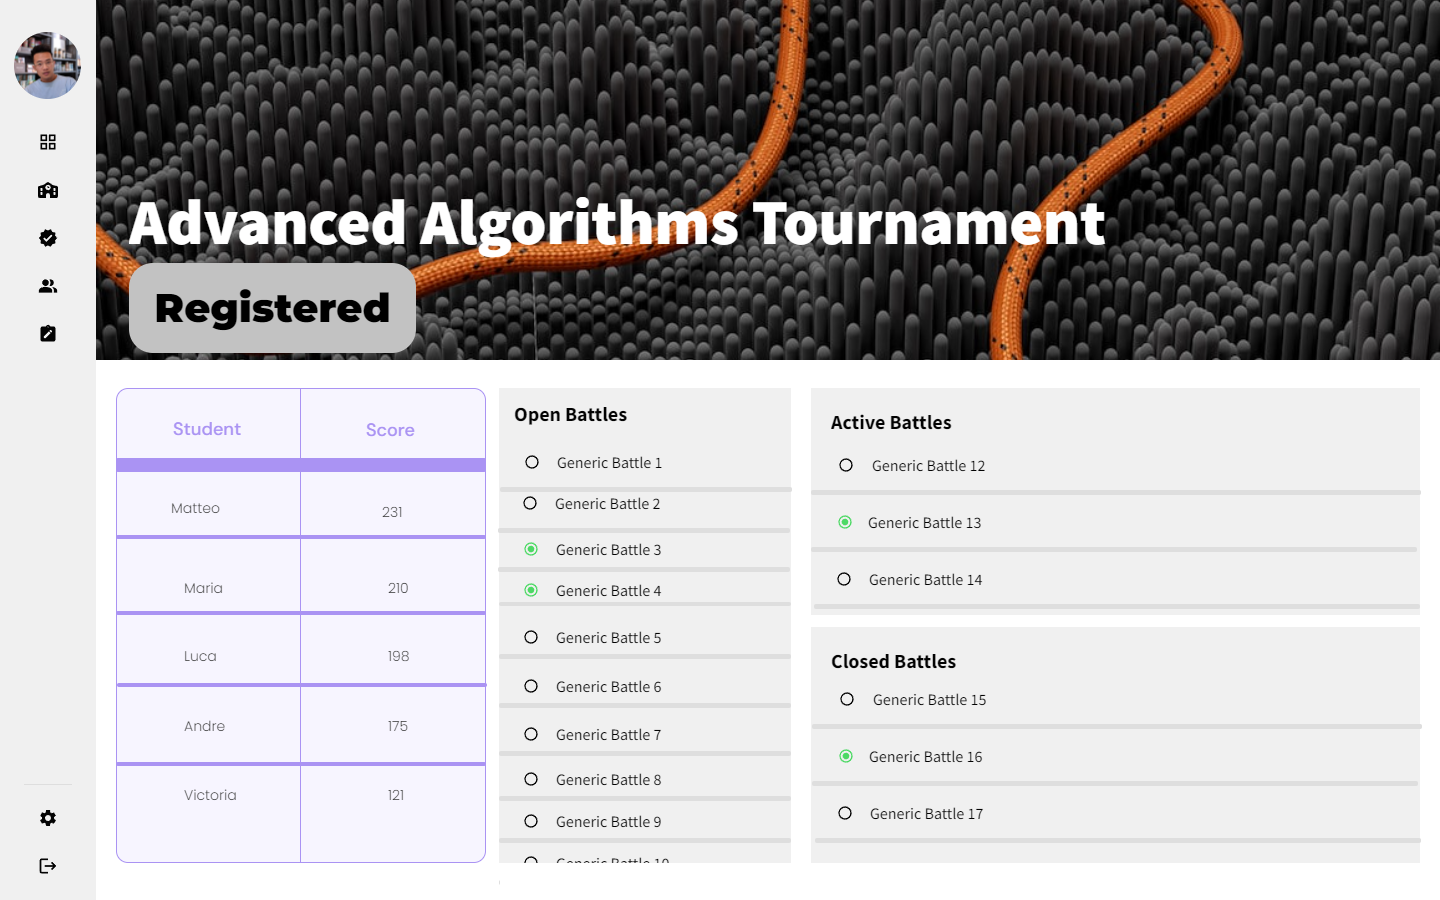 Advanced Algorithms Tournament
Registered
Student Score
Matteo 231
Maria 210
Luca 198
Andre 175
Victoria 121
Open Battles
Generic Battle 1
Generic Battle 2
Generic Battle 3
Generic Battle 4
Generic Battle 5
Generic Battle 6
Generic Battle 7
Generic Battle 8
Generic Battle 9
Generic Battle 10
Active Battles
Generic Battle 12
Generic Battle 13
Generic Battle 14
Closed Battles
Generic Battle 15
Generic Battle 16
Generic Battle 17